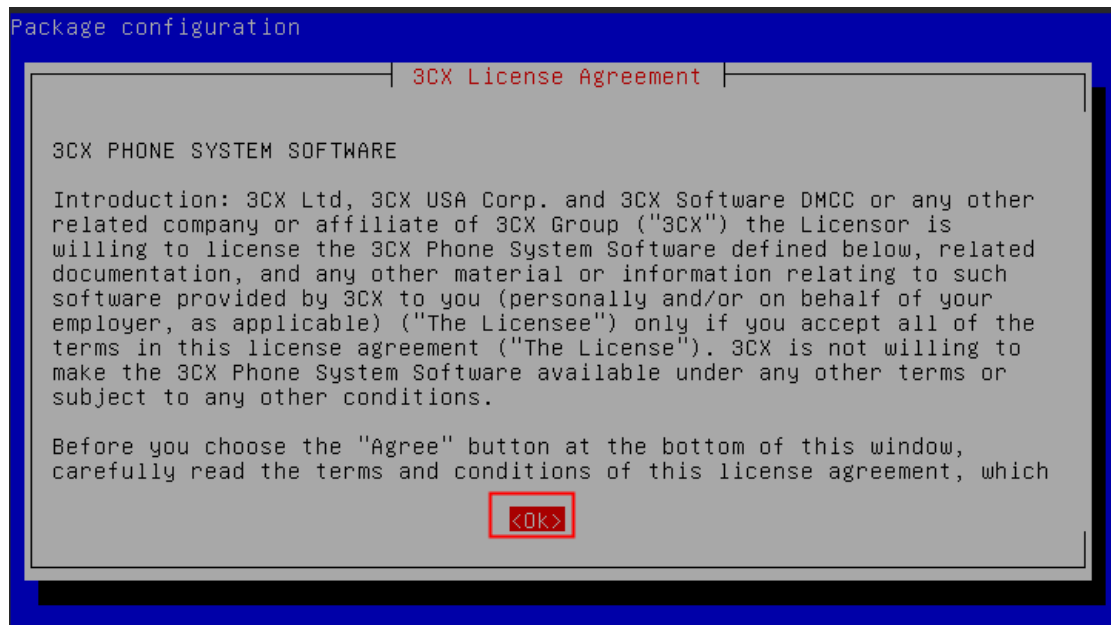 Package configuration
3CX License Agreement
3CX PHONE SYSTEM SOFTWARE
Introduction: 3CX Ltd, 3CX USA Corp. and 3CX Software DMCC or any other
related company or affiliate of 3CX Group ("3CX") the Licensor is
willing to license the 3CX Phone System Software defined below, related
documentation, and any other material or information relating to such
software provided by 3CX to you (personally and/or on behalf of your
employer, as applicable) ("The Licensee") only if you accept all of the
terms in this license agreement ("The License"). 3CX is not willing to
make the 3CX Phone System Software available under any other terms or
subject to any other conditions.
Before you choose the "Agree" button at the bottom of this window,
carefully read the terms and conditions of this license agreement, which
<Ok>